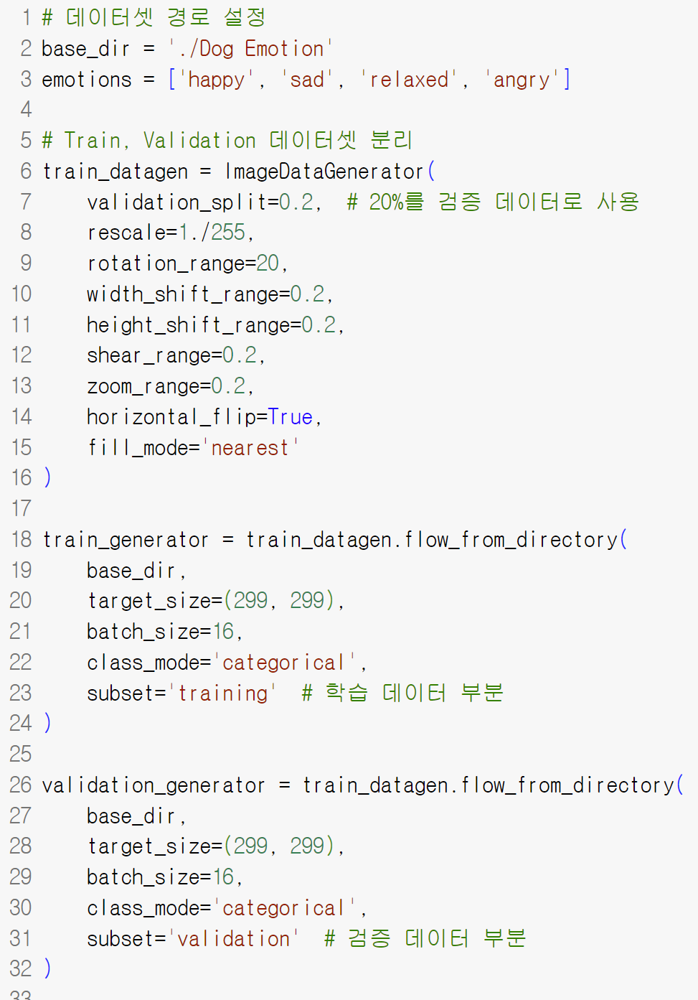 1 # 데이터셋 경로 설정
2 base_dir = './Dog Emotion'
3 emotions = ['happy', 'sad', 'relaxed', 'angry']
4
5 # Train, Validation 데이터셋 분리
6 train_datagen = ImageDataGenerator(
7     validation_split=0.2,  # 20%를 검증 데이터로 사용
8     rescale=1./255,
9     rotation_range=20,
10     width_shift_range=0.2,
11     height_shift_range=0.2,
12     shear_range=0.2,
13     zoom_range=0.2,
14     horizontal_flip=True,
15     fill_mode='nearest'
16 )
17
18 train_generator = train_datagen.flow_from_directory(
19     base_dir,
20     target_size=(299, 299),
21     batch_size=16,
22     class_mode='categorical',
23     subset='training'  # 학습 데이터 부분
24 )
25
26 validation_generator = train_datagen.flow_from_directory(
27     base_dir,
28     target_size=(299, 299),
29     batch_size=16,
30     class_mode='categorical',
31     subset='validation'  # 검증 데이터 부분
32 )
33